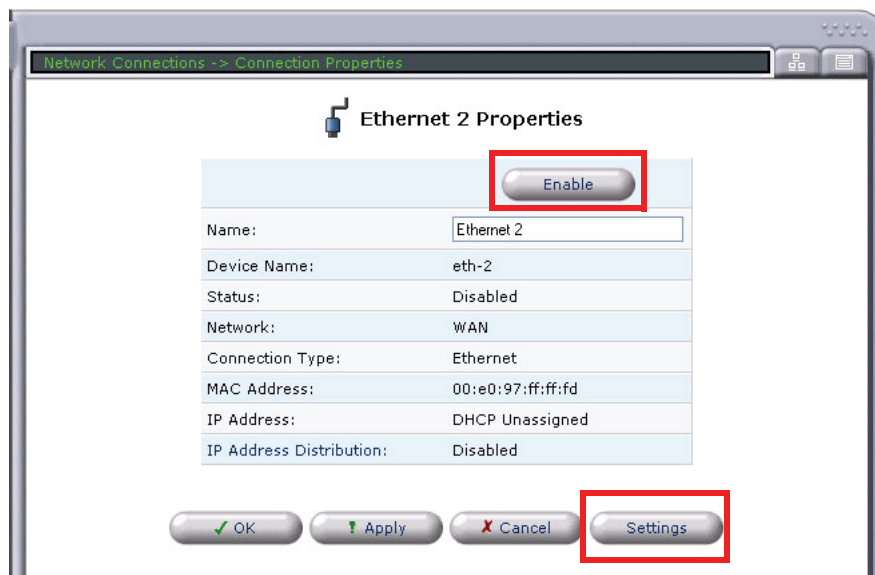 Network Connections -> Connection Properties
Ethernet 2 Properties
Enable
Name: Ethernet 2
Device Name: eth-2
Status: Disabled
Network: WAN
Connection Type: Ethernet
MAC Address: 00:e0:97:ff:ff:fd
IP Address: DHCP Unassigned
IP Address Distribution: Disabled
OK Apply Cancel Settings